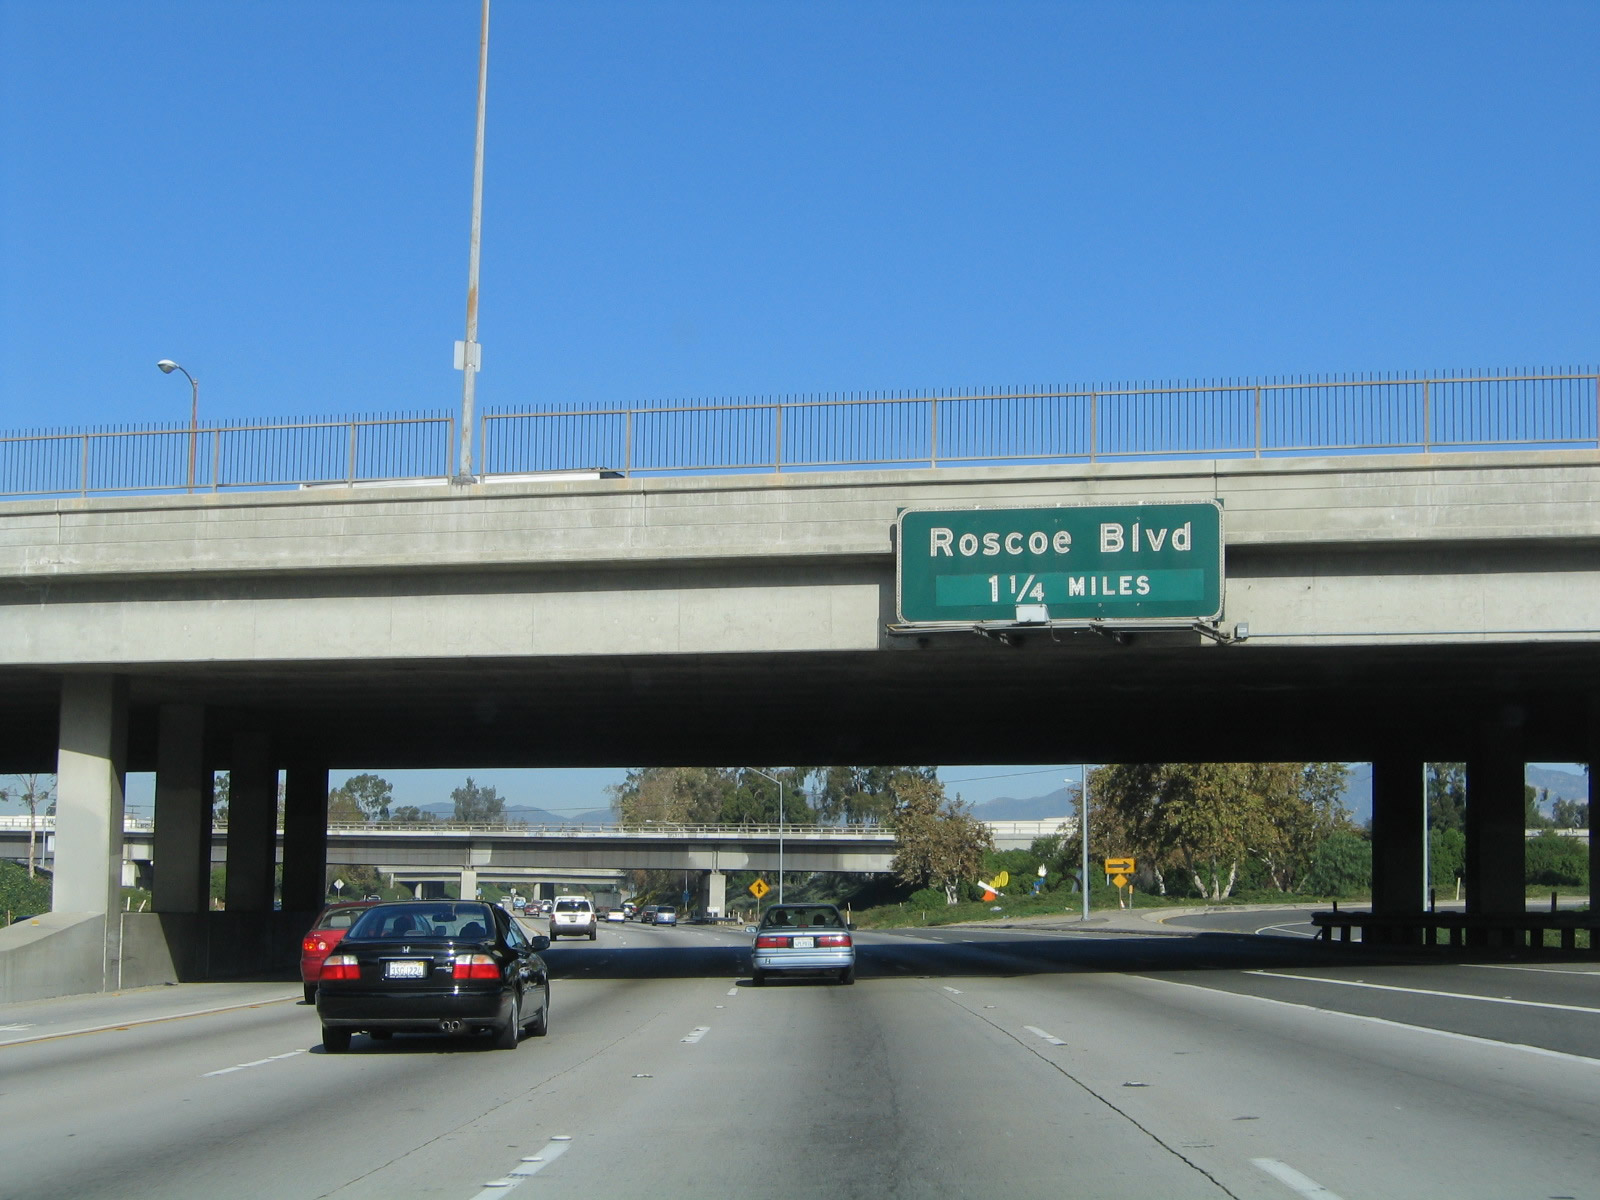 Roscoe Blvd
1 1/4 MILES